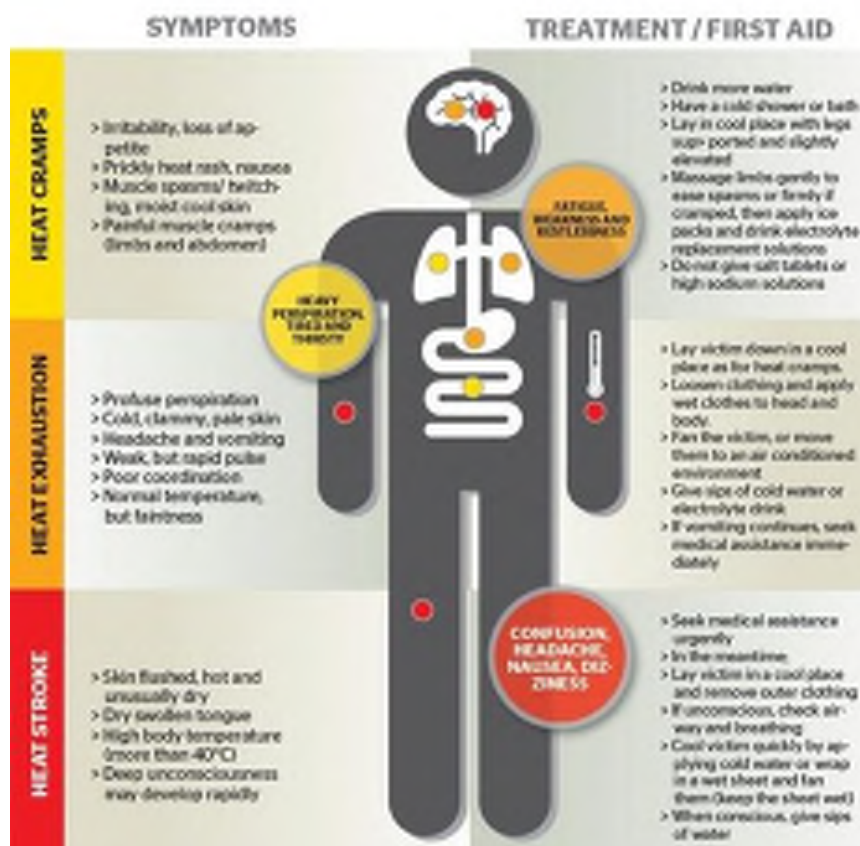 SYMPTOMS
TREATMENT / FIRST AID
HEAT CRAMPS
> Irritability, loss of ap-
petite
> Prickly heat rash, nausea
> Muscle spasms/ twitch-
ing, moist cool skin
> Painful muscle cramps
(limbs and abdomen)
> Drink more water
> Have a cold shower or bath
> Lay in cool place with legs
sup- ported and slightly
elevated
> Massage limbs gently to
ease spasms or firmly if
cramped, then apply ice
packs and drink electrolyte
replacement solutions
> Do not give salt tablets or
high sodium solutions
FATIGUE,
WEAKNESS AND
RESTLESSNESS
HEAVY
PERSPIRATION,
TIRED AND
THIRSTY
HEAT EXHAUSTION
> Profuse perspiration
> Cold, clammy, pale skin
> Headache and vomiting
> Weak, but rapid pulse
> Poor coordination
> Normal temperature,
but faintness
> Lay victim down in a cool
place as for heat cramps.
> Loosen clothing and apply
wet clothes to head and
body.
> Fan the victim, or move
them to an air conditioned
environment
> Give sips of cold water or
electrolyte drink
> If vomiting continues, seek
medical assistance imme-
diately
HEAT STROKE
> Skin flushed, hot and
unusually dry
> Dry swollen tongue
> High body temperature
(more than 40°C)
> Deep unconsciousness
may develop rapidly
CONFUSION,
HEADACHE,
NAUSEA, DIZ-
ZINESS
> Seek medical assistance
urgently
> In the meantime;
> Lay victim in a cool place
and remove outer clothing
> If unconscious, check air-
way and breathing
> Cool victim quickly by ap-
plying cold water or wrap
in a wet sheet and fan
them (keep the sheet wet)
> When conscious, give sips
of water